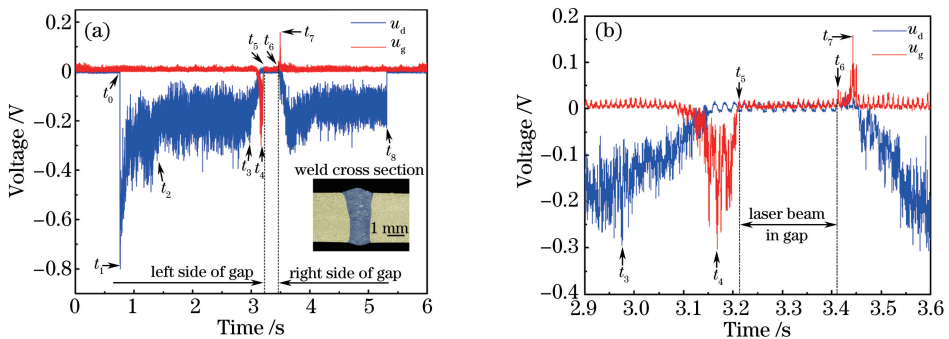 (a)
u_d
u_g
t_5
t_6
t_7
t_0
t_1
t_2
t_3
t_4
t_8
weld cross section
1 mm
left side of gap
right side of gap
0.2
0
-0.2
-0.4
-0.6
-0.8
0
1
2
3
4
5
6
Voltage /V
Time /s
(b)
u_d
u_g
t_7
t_6
t_5
laser beam
in gap
t_3
t_4
0.2
0.1
0
-0.1
-0.2
-0.3
-0.4
2.9
3.0
3.1
3.2
3.3
3.4
3.5
3.6
Voltage /V
Time /s